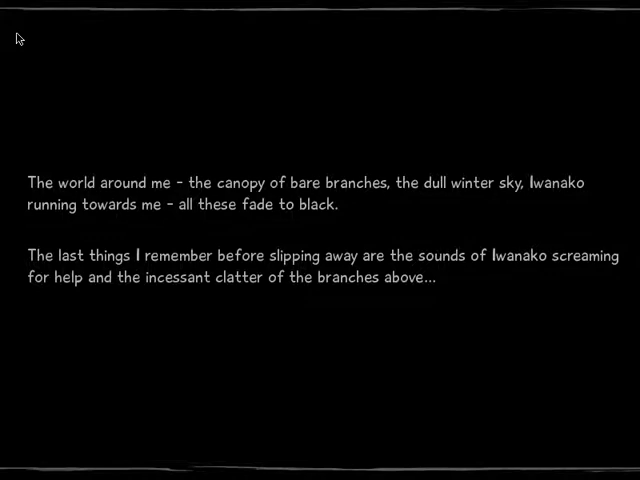 The world around me - the canopy of bare branches, the dull winter sky, Iwanako
running towards me - all these fade to black.
The last things I remember before slipping away are the sounds of Iwanako screaming
for help and the incessant clatter of the branches above...